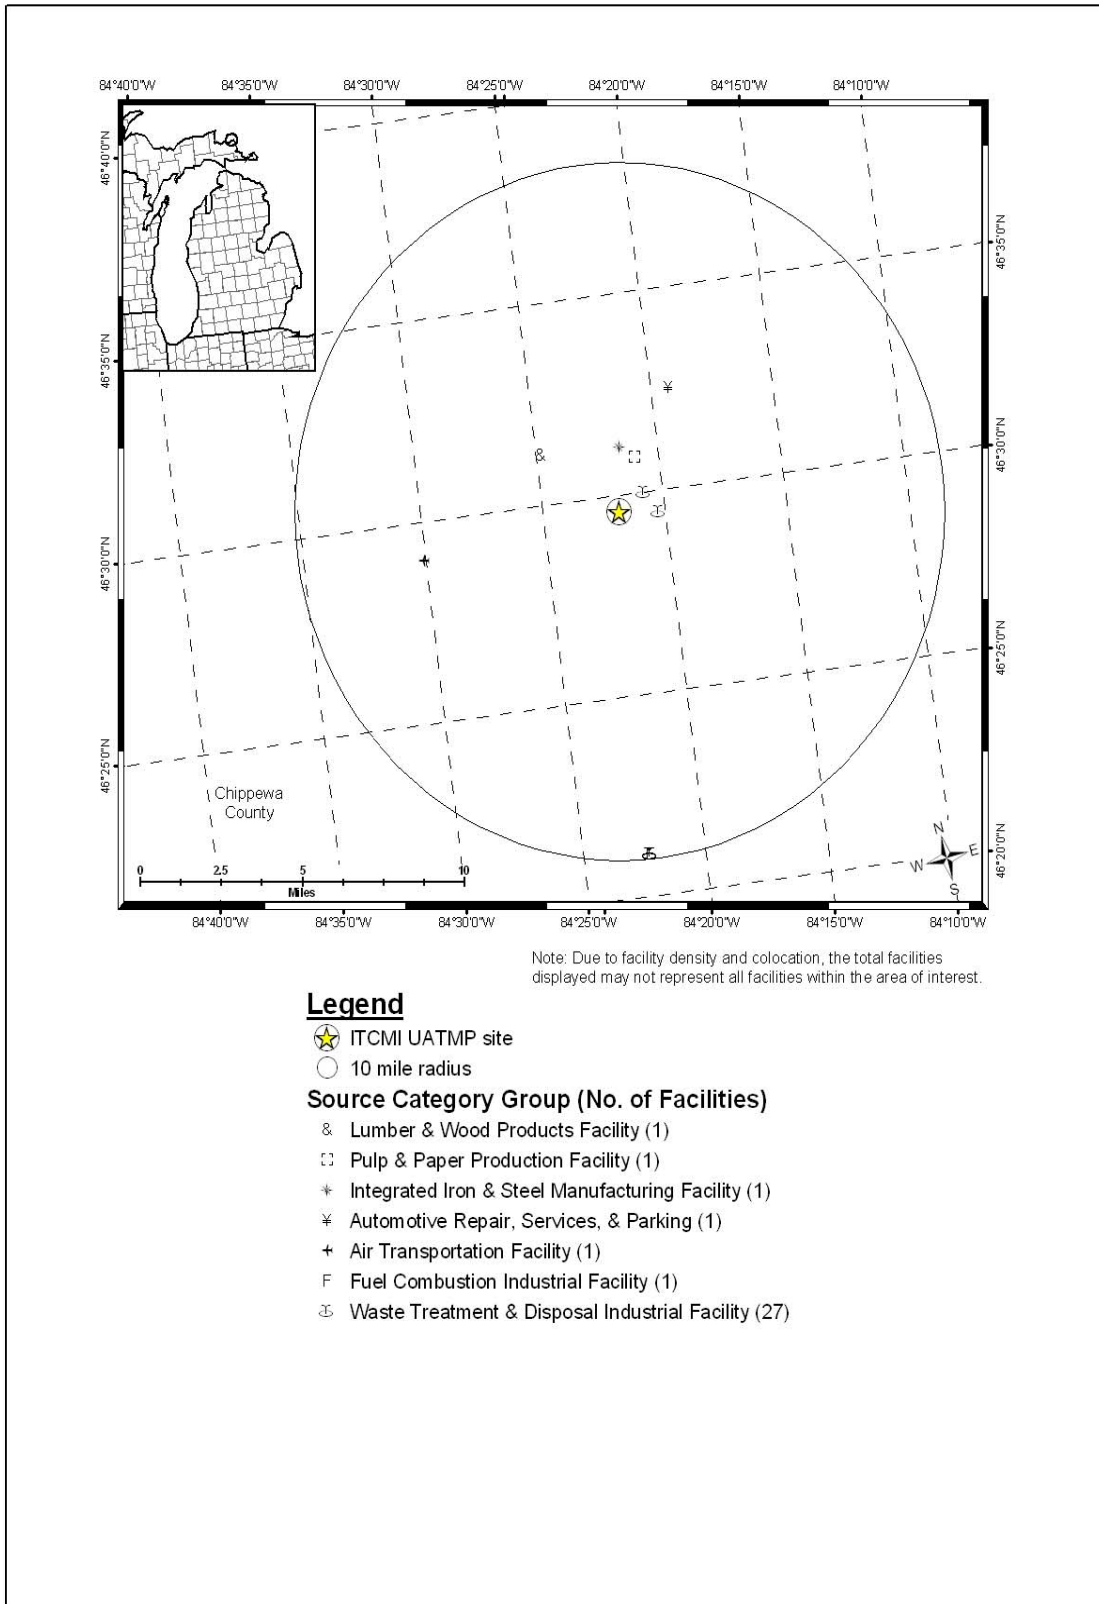 84°40'0"W 84°35'0"W 84°30'0"W 84°25'0"W 84°20'0"W 84°15'0"W 84°10'0"W
46°40'0"N
46°35'0"N
46°35'0"N
46°30'0"N
&
¥
46°30'0"N
46°25'0"N
46°25'0"N
Chippewa
County
46°20'0"N
N
W E
S
0 2.5 5 10
Miles
84°40'0"W 84°35'0"W 84°30'0"W 84°25'0"W 84°20'0"W 84°15'0"W 84°10'0"W
Note: Due to facility density and colocation, the total facilities
displayed may not represent all facilities within the area of interest.
Legend
ITCMI UATMP site
10 mile radius
Source Category Group (No. of Facilities)
& Lumber & Wood Products Facility (1)
Pulp & Paper Production Facility (1)
Integrated Iron & Steel Manufacturing Facility (1)
¥ Automotive Repair, Services, & Parking (1)
Air Transportation Facility (1)
F Fuel Combustion Industrial Facility (1)
Waste Treatment & Disposal Industrial Facility (27)